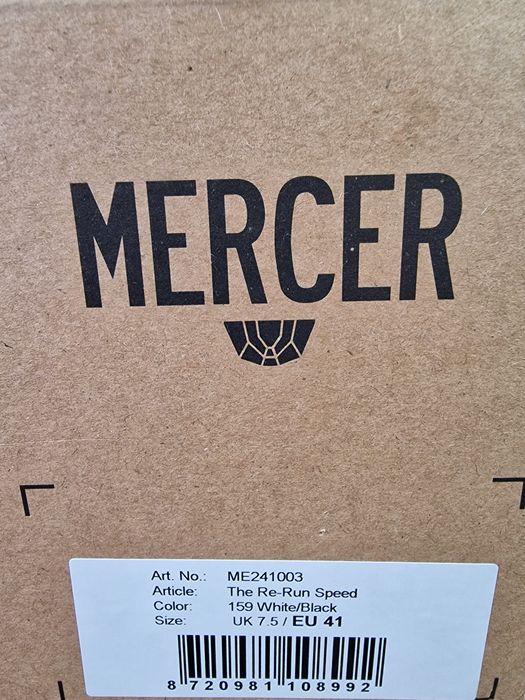 MERCER
Art. No.: ME241003
Article: The Re-Run Speed
Color: 159 White/Black
Size: UK 7.5 / EU 41
8 720981 108992